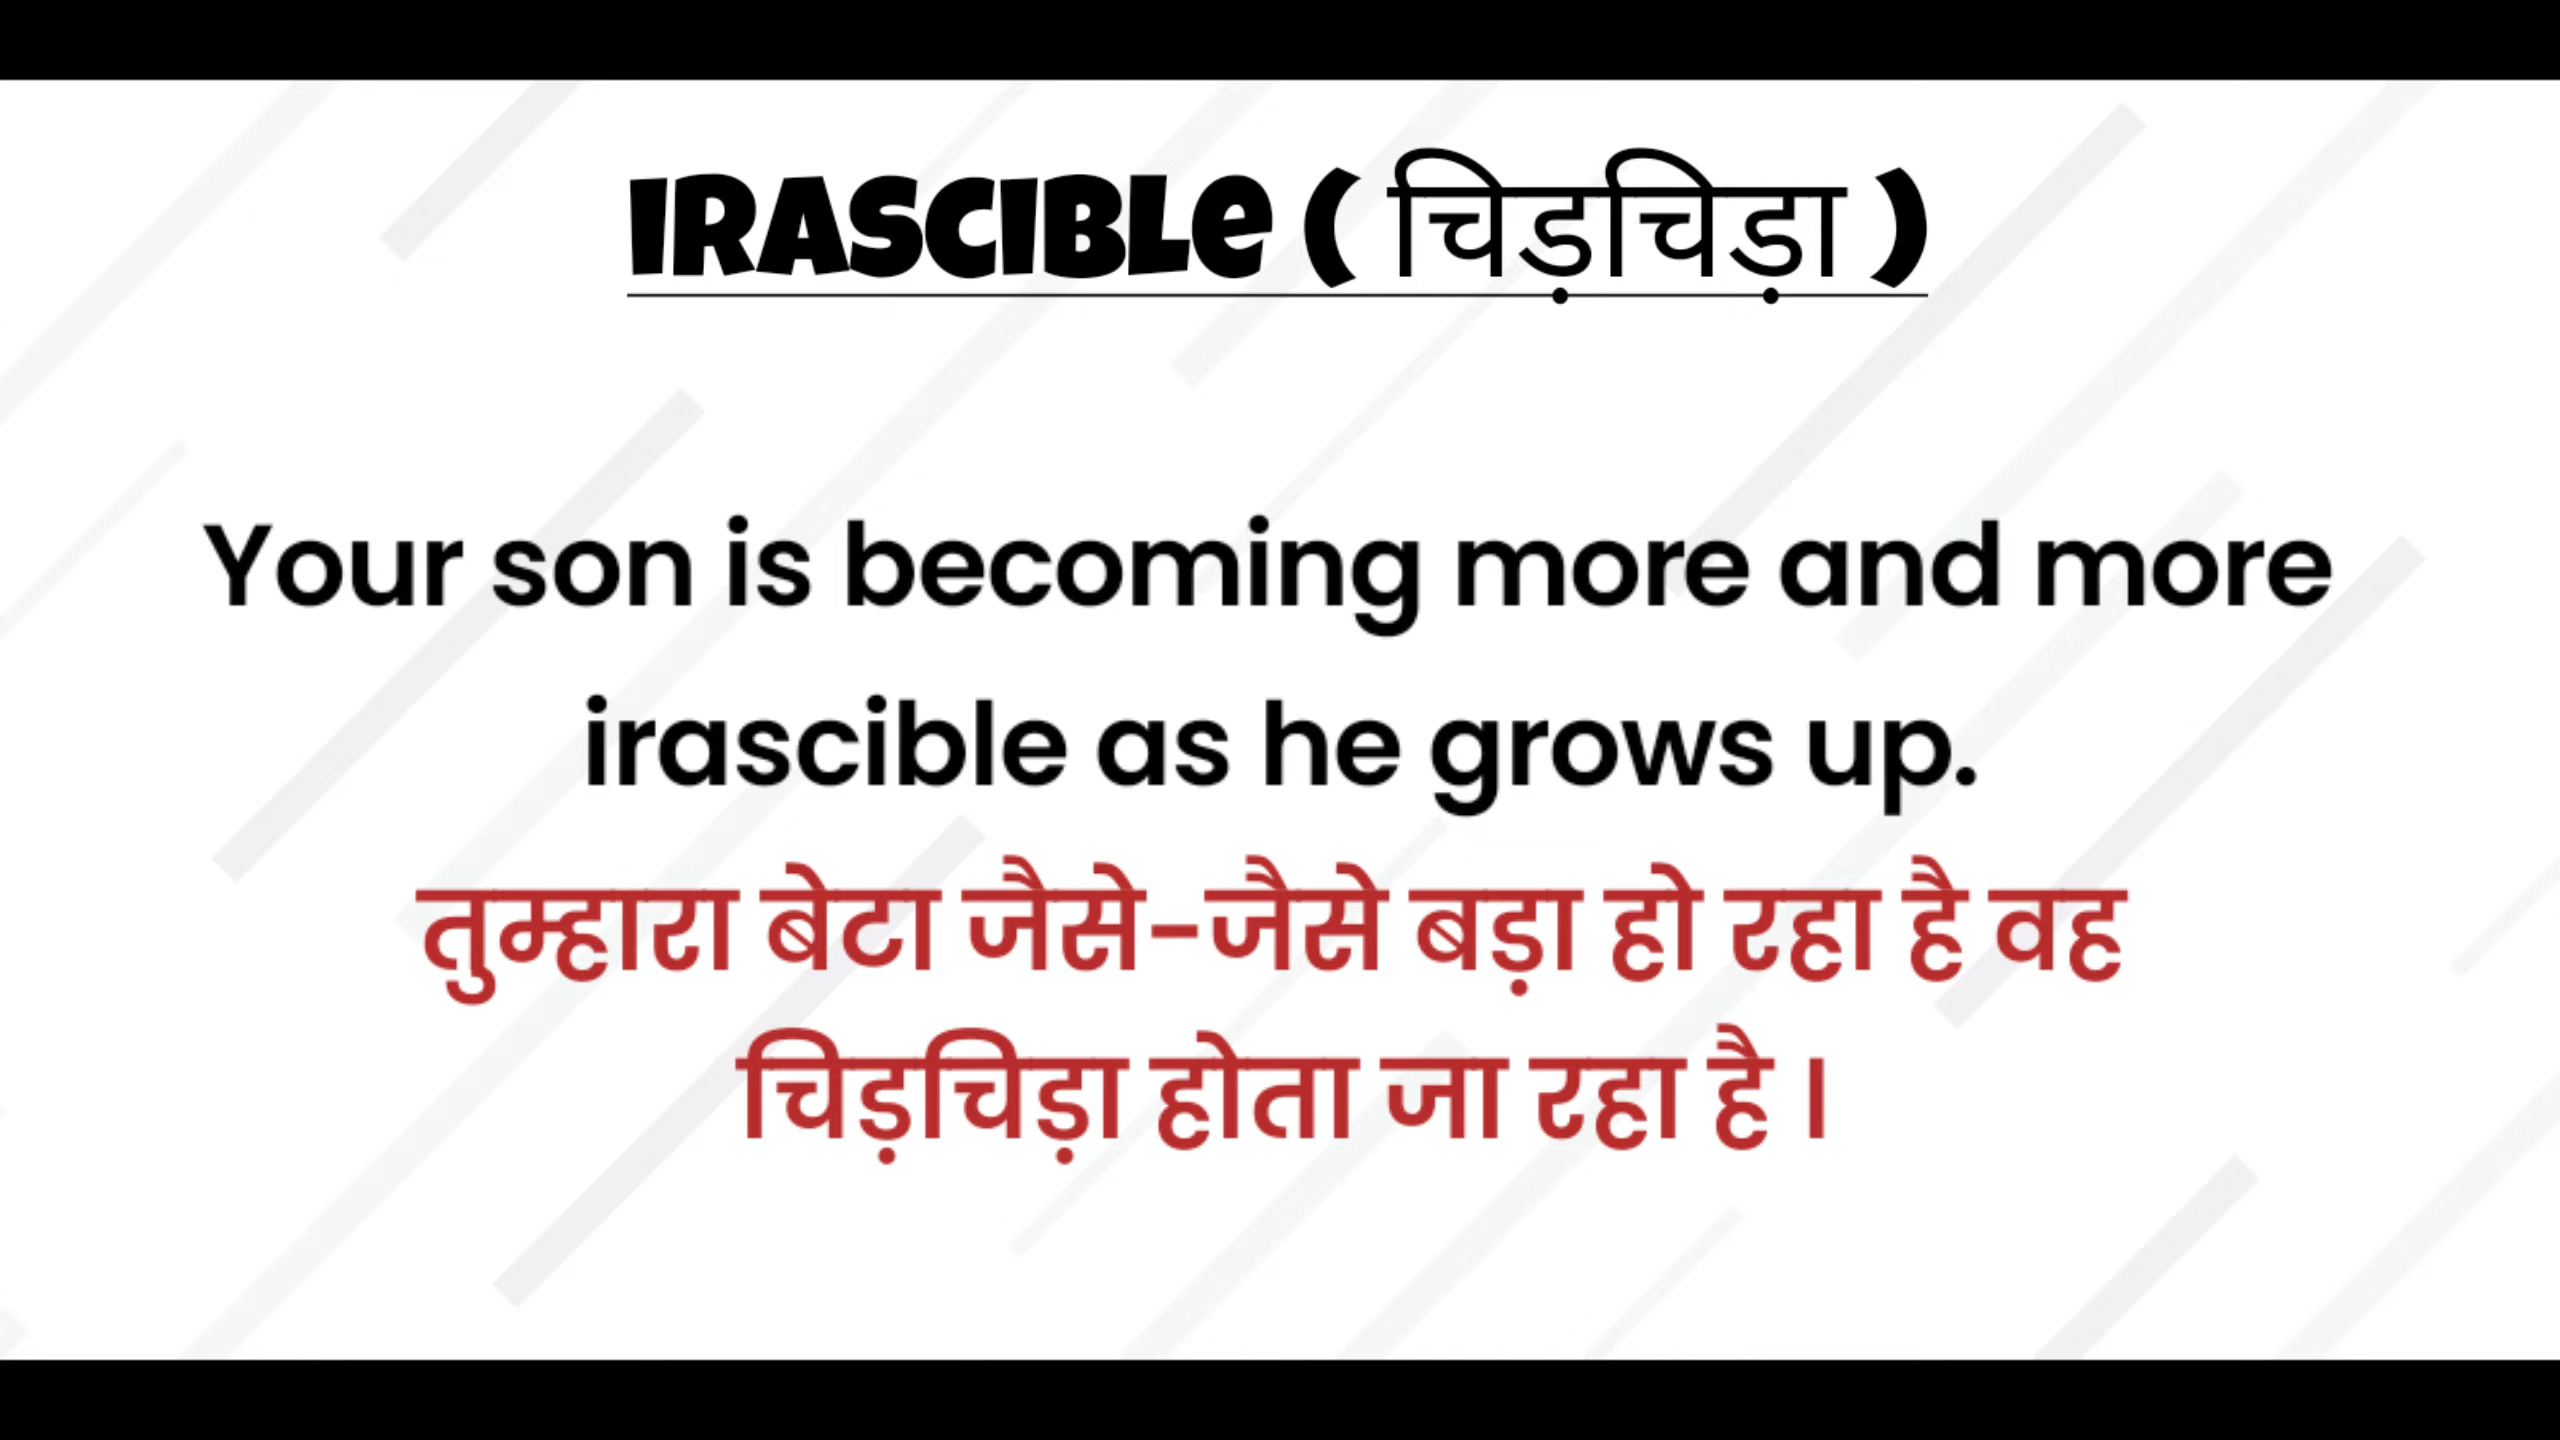 IRASCIBLE ( चिड़चिड़ा )
Your son is becoming more and more
irascible as he grows up.
तुम्हारा बेटा जैसे-जैसे बड़ा हो रहा है वह
चिड़चिड़ा होता जा रहा है ।